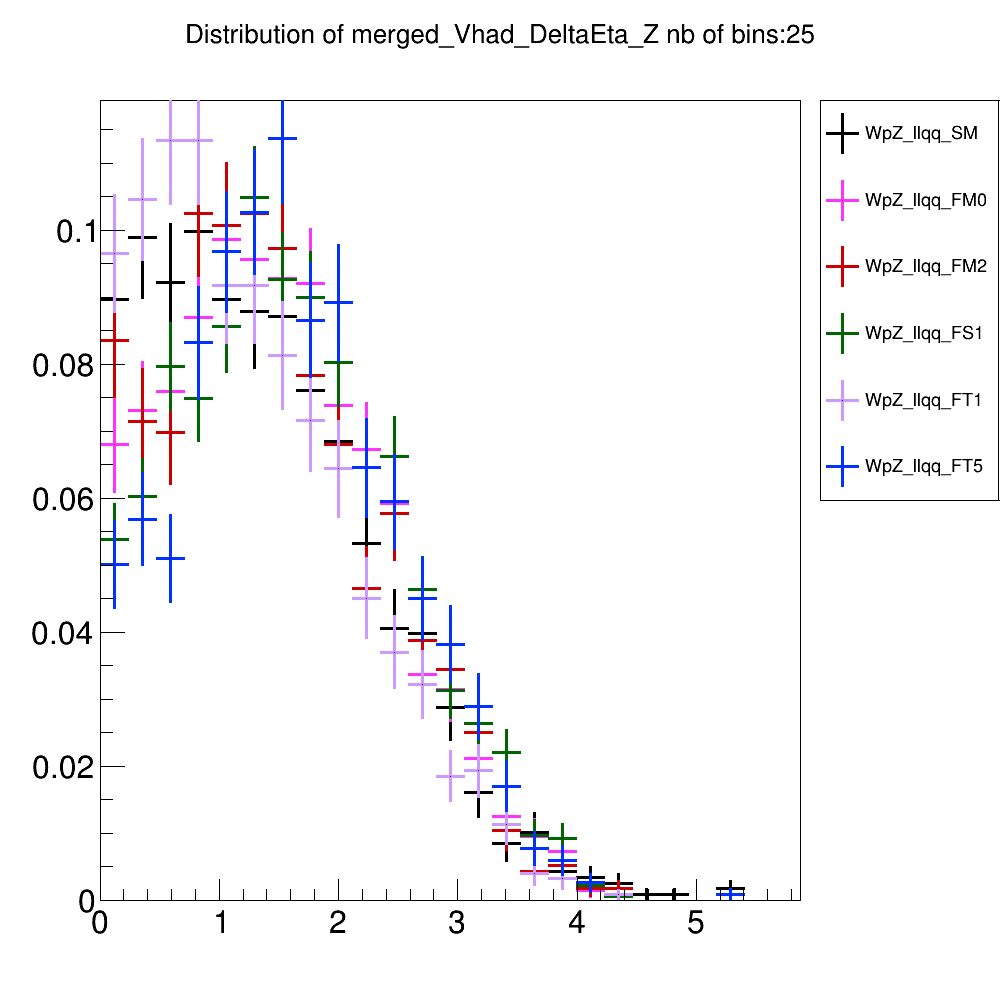 Distribution of merged_Vhad_DeltaEta_Z nb of bins:25
WpZ_llqq_SM
WpZ_llqq_FM0
WpZ_llqq_FM2
WpZ_llqq_FS1
WpZ_llqq_FT1
WpZ_llqq_FT5
0.1
0.08
0.06
0.04
0.02
0
0 1 2 3 4 5